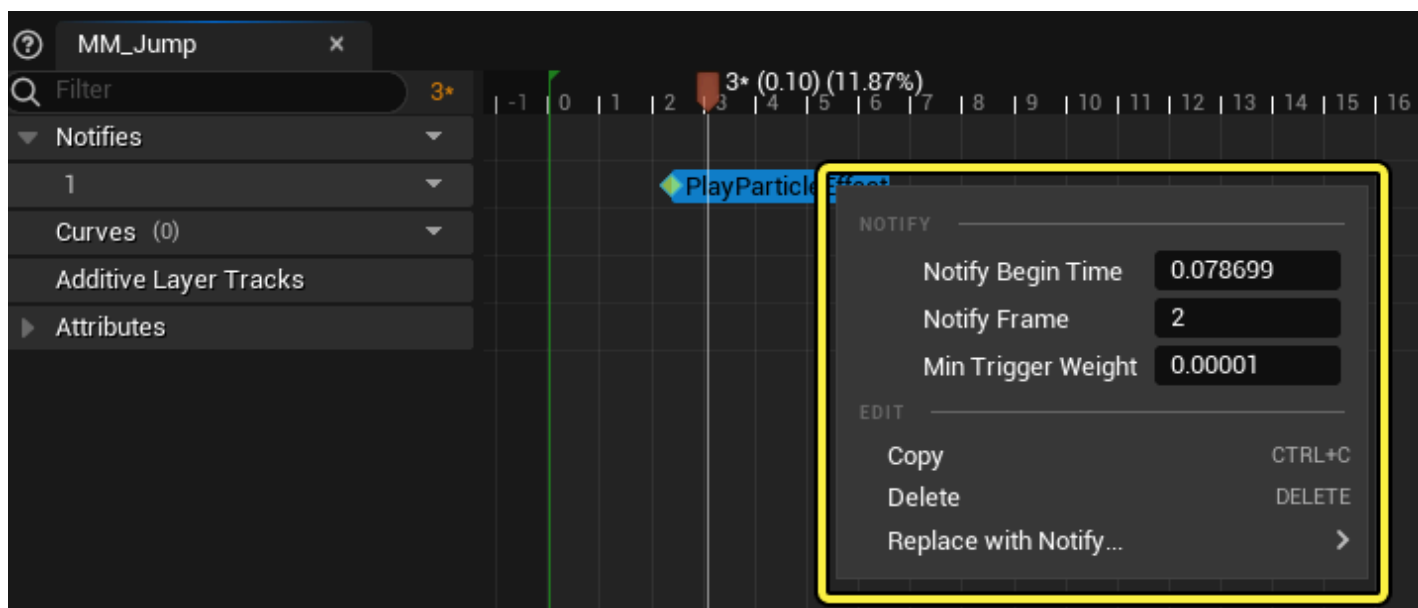 MM_Jump
Filter 3*
3* (0.10) (11.87%)
-1 0 1 2 3 4 5 6 7 8 9 10 11 12 13 14 15 16
Notifies
1
PlayParticleEffect
Curves (0)
Additive Layer Tracks
Attributes
NOTIFY
Notify Begin Time 0.078699
Notify Frame 2
Min Trigger Weight 0.00001
EDIT
Copy CTRL+C
Delete DELETE
Replace with Notify...